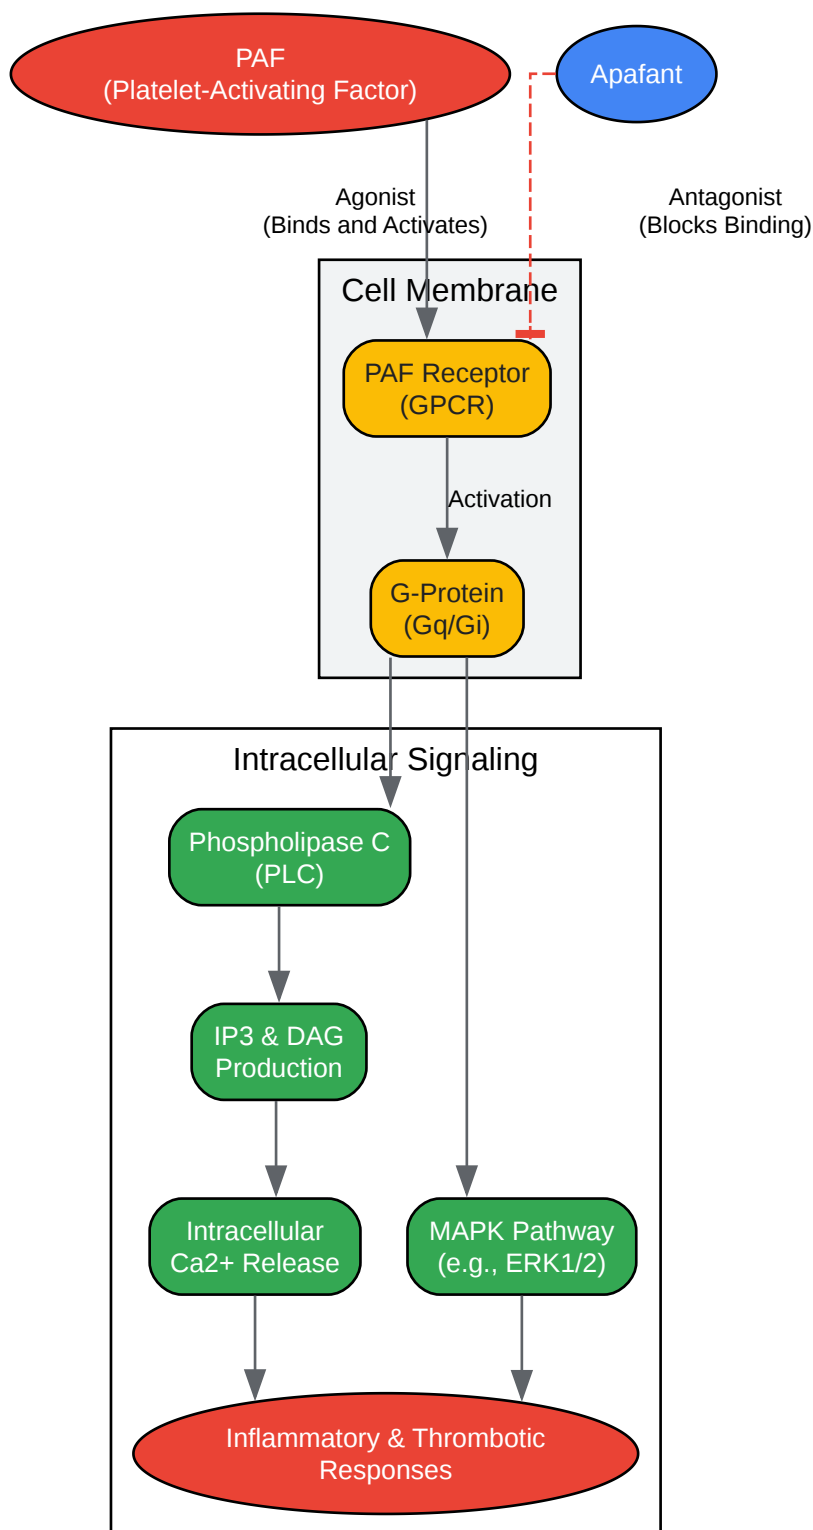 PAF
(Platelet-Activating Factor)
Apafant
Agonist
(Binds and Activates)
Antagonist
(Blocks Binding)
Cell Membrane
PAF Receptor
(GPCR)
Activation
G-Protein
(Gq/Gi)
Intracellular Signaling
Phospholipase C
(PLC)
IP3 & DAG
Production
Intracellular
Ca2+ Release
MAPK Pathway
(e.g., ERK1/2)
Inflammatory & Thrombotic
Responses